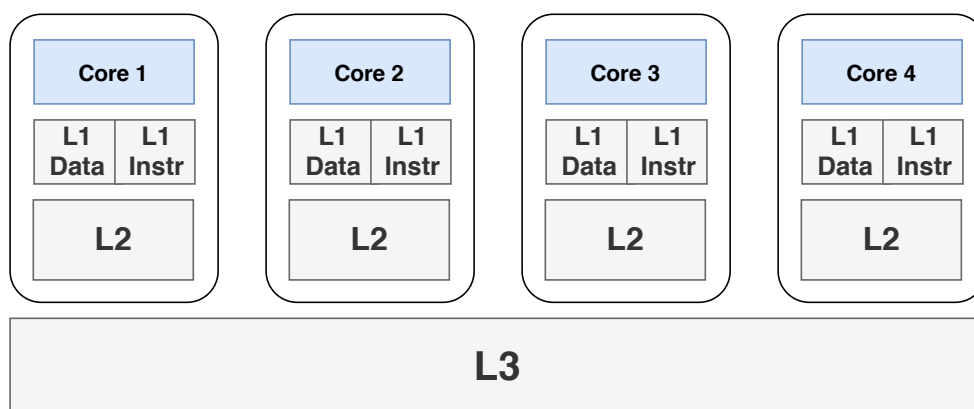 Core 1
L1
Data
L1
Instr
L2
Core 2
L1
Data
L1
Instr
L2
Core 3
L1
Data
L1
Instr
L2
Core 4
L1
Data
L1
Instr
L2
L3